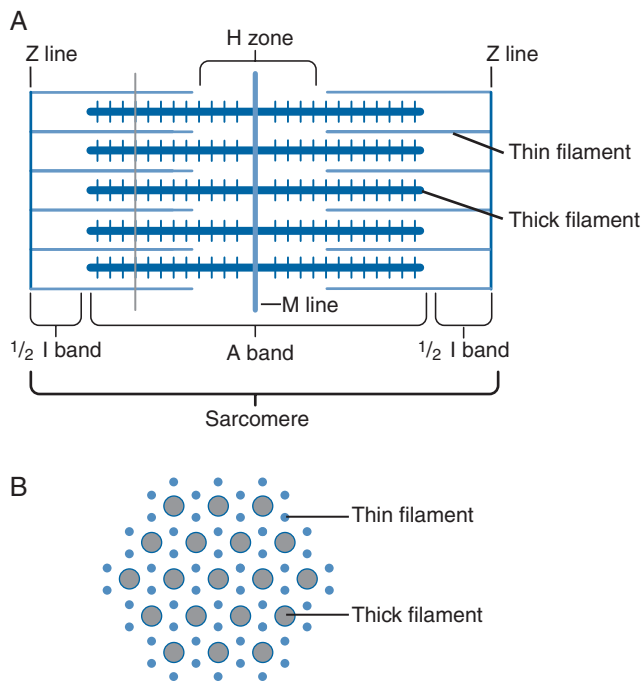 A
H zone
Z line
Z line
Thin filament
Thick filament
M line
1/2 I band
A band
1/2 I band
Sarcomere
B
Thin filament
Thick filament